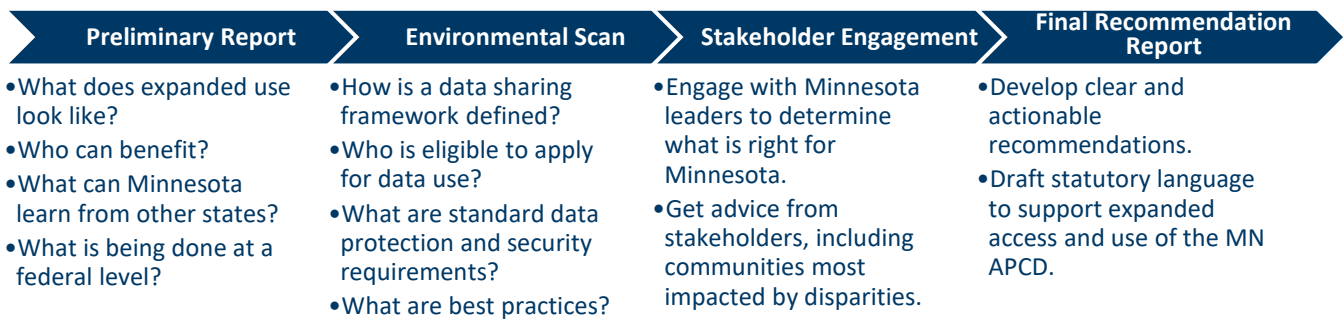 Preliminary Report
•What does expanded use
look like?
•Who can benefit?
•What can Minnesota
learn from other states?
•What is being done at a
federal level?
Environmental Scan
•How is a data sharing
framework defined?
•Who is eligible to apply
for data use?
•What are standard data
protection and security
requirements?
•What are best practices?
Stakeholder Engagement
•Engage with Minnesota
leaders to determine
what is right for
Minnesota.
•Get advice from
stakeholders, including
communities most
impacted by disparities.
Final Recommendation
Report
•Develop clear and
actionable
recommendations.
•Draft statutory language
to support expanded
access and use of the MN
APCD.